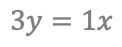 3y = 1x